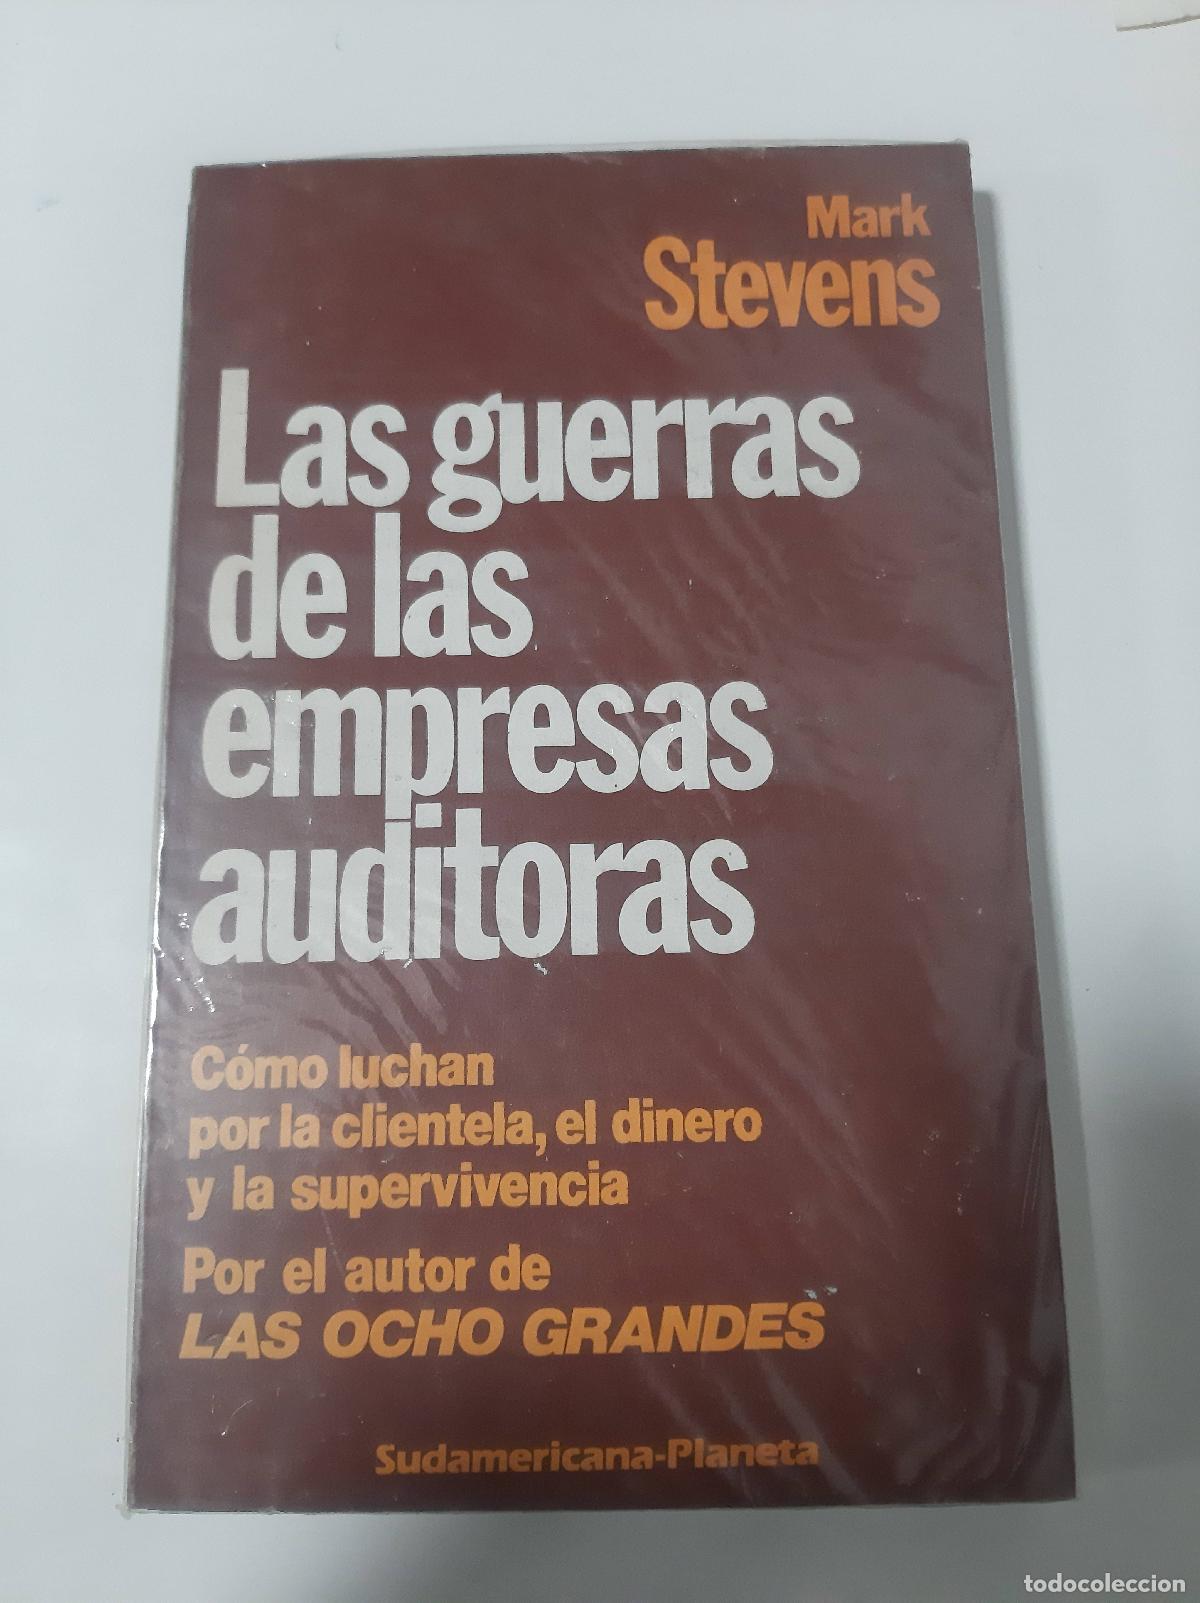 Mark
Stevens
Las guerras
de las
empresas
auditoras
Cómo luchan
por la clientela, el dinero
y la supervivencia
Por el autor de
LAS OCHO GRANDES
Sudamericana-Planeta
todocoleccion